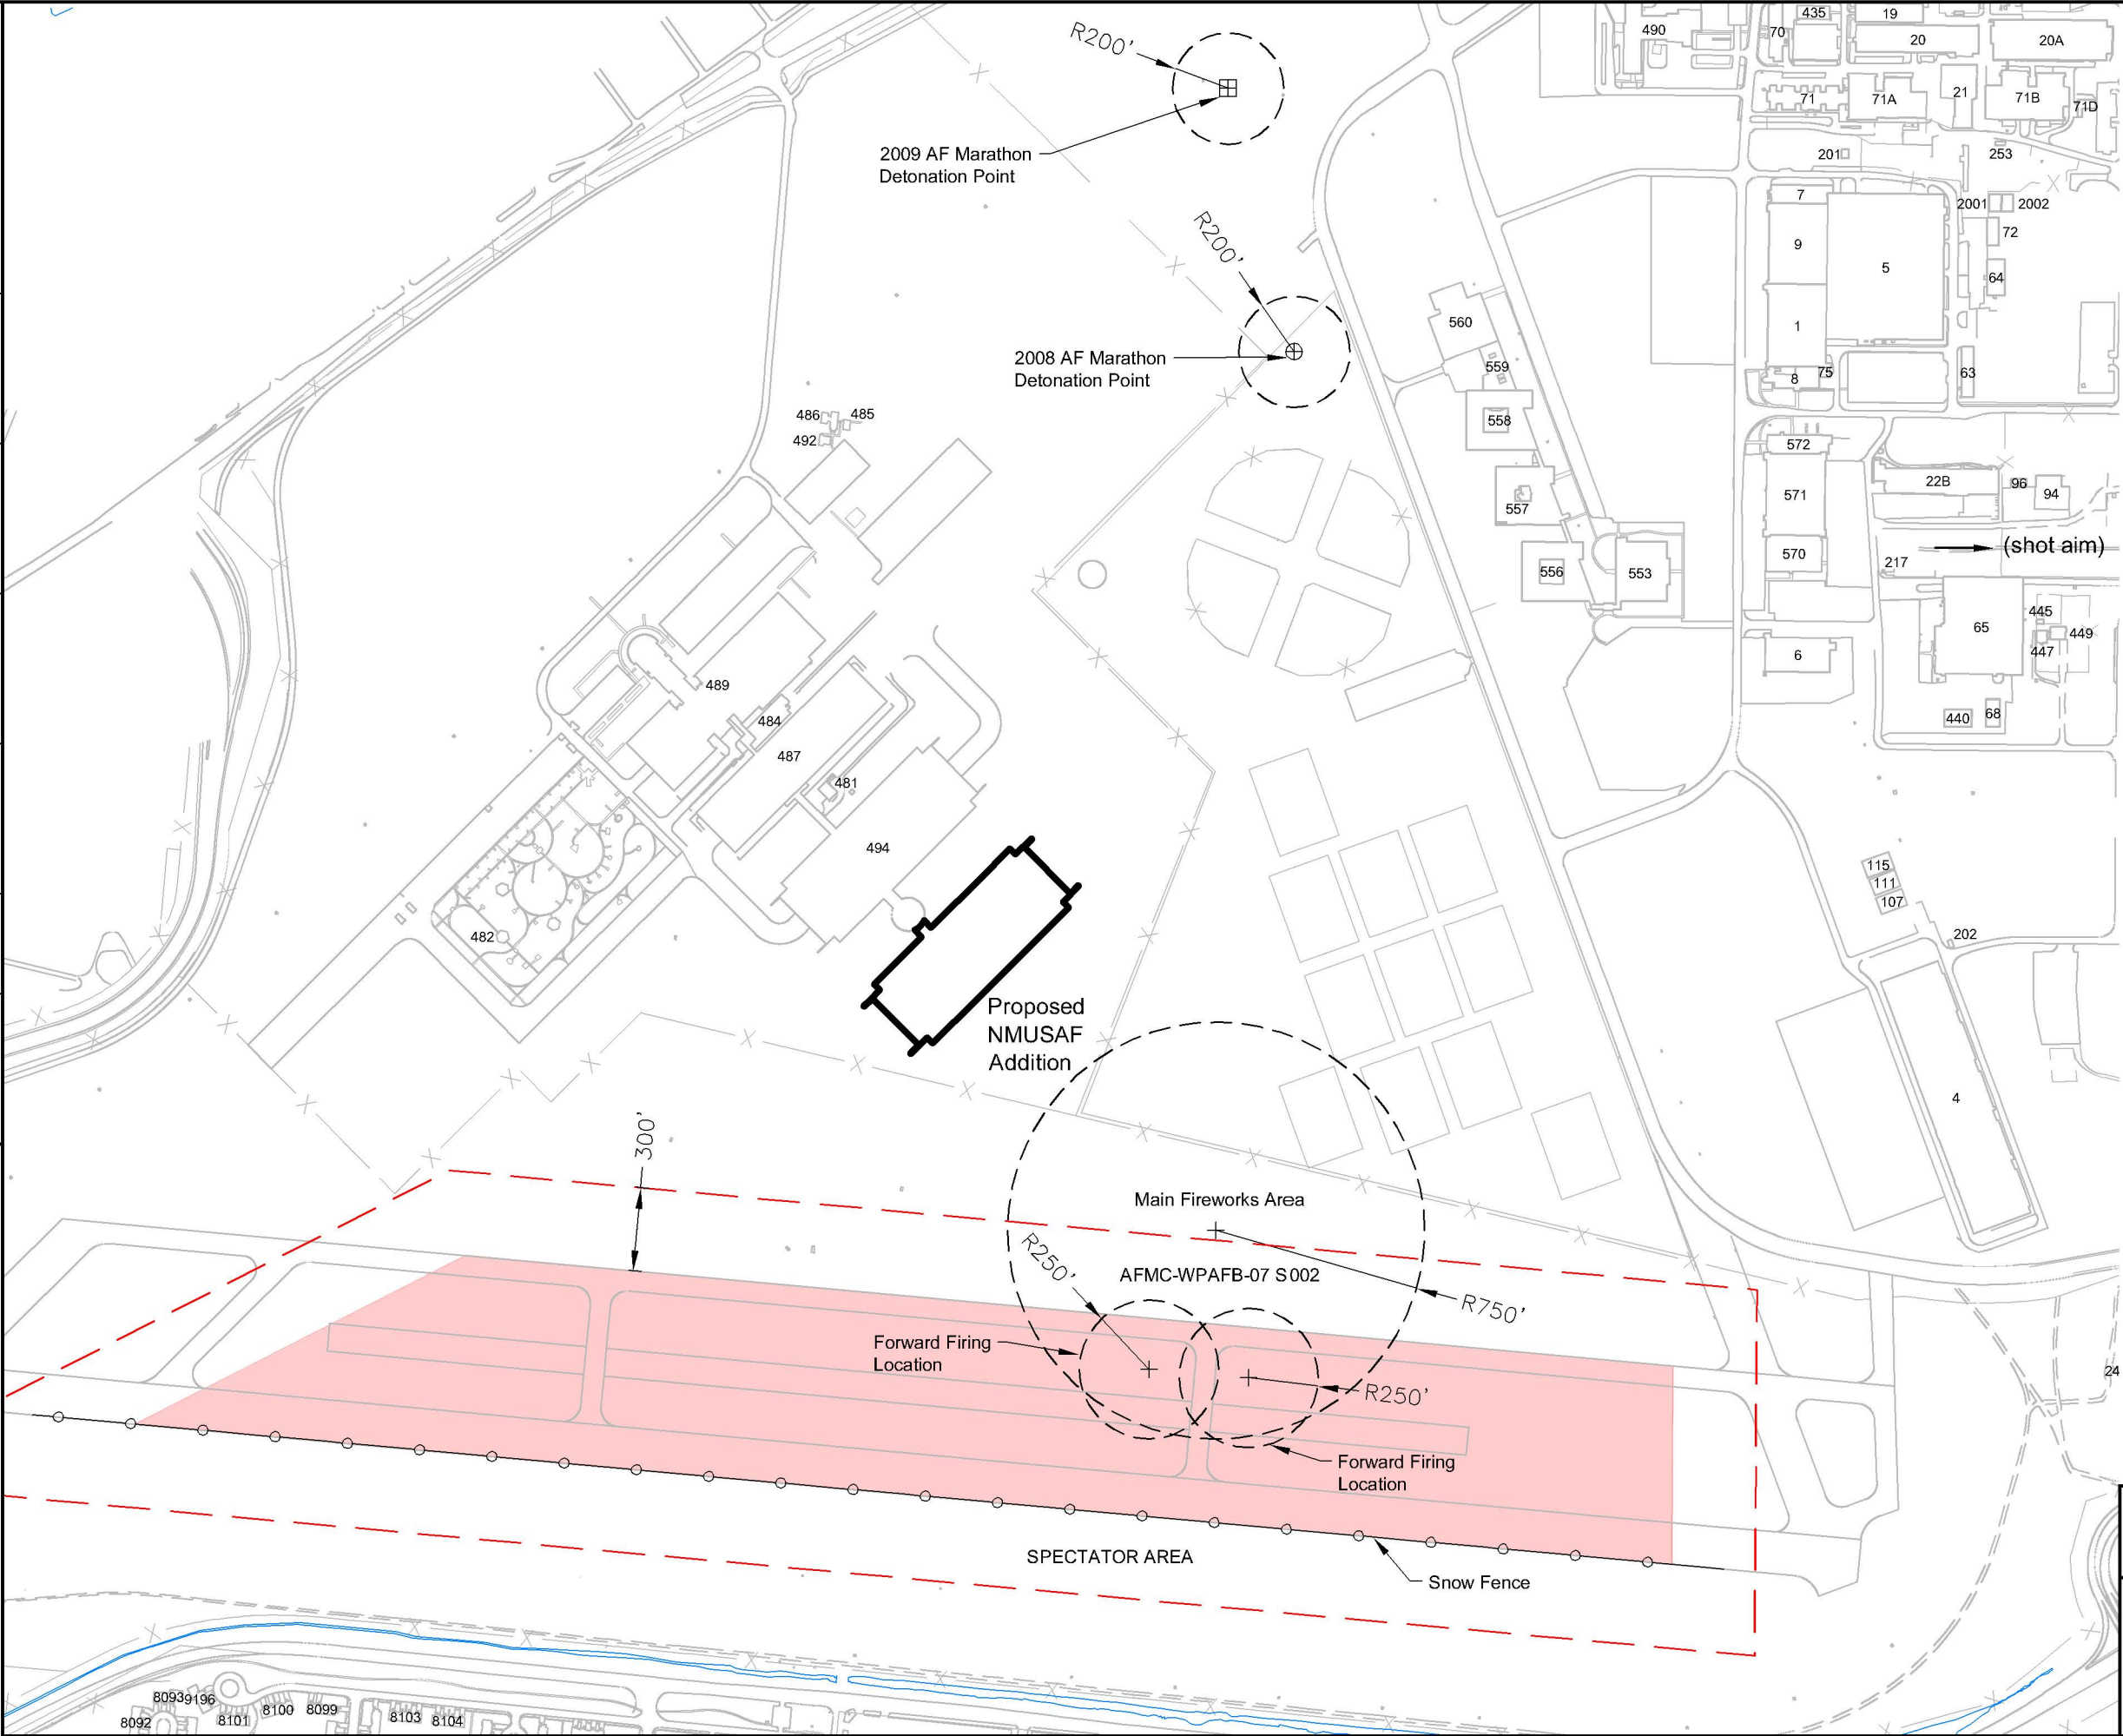 R200'
435
19
490
70
20
20A
2009 AF Marathon
Detonation Point
71
71A
21
71B
71D
201
253
7
2001
2002
R200'
9
5
72
64
560
1
2008 AF Marathon
Detonation Point
559
75
8
63
486
485
492
558
572
557
571
22B
96
94
(shot aim)
570
217
556
553
65
445
449
447
6
489
484
440
68
487
481
494
115
111
107
482
202
Proposed
NMUSAF
Addition
4
300'
Main Fireworks Area
R250'
AFMC-WPAFB-07 S002
R750'
Forward Firing
Location
24
R250'
Forward Firing
Location
SPECTATOR AREA
Snow Fence
8093
9196
8092
8101
8100
8099
8103
8104